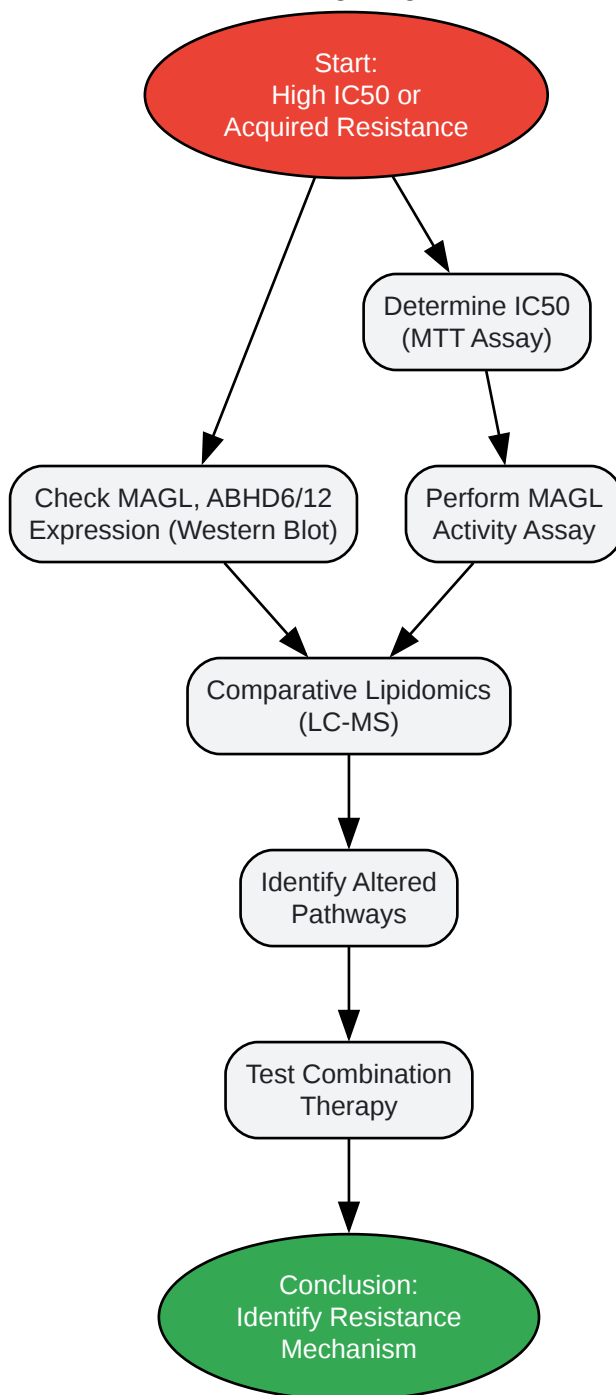 Start:
High IC50 or
Acquired Resistance
Determine IC50
(MTT Assay)
Check MAGL, ABHD6/12
Expression (Western Blot)
Perform MAGL
Activity Assay
Comparative Lipidomics
(LC-MS)
Identify Altered
Pathways
Test Combination
Therapy
Conclusion:
Identify Resistance
Mechanism